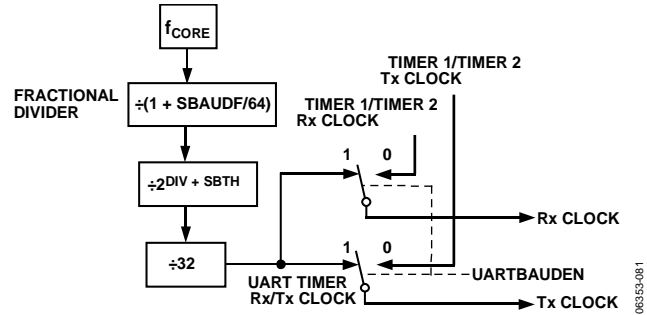 fCORE
FRACTIONAL
DIVIDER
÷(1 + SBAUDF/64)
÷2DIV + SBTH
÷32
TIMER 1/TIMER 2
Tx CLOCK
TIMER 1/TIMER 2
Rx CLOCK
1 0
Rx CLOCK
1 0
UART TIMER
Rx/Tx CLOCK
UARTBAUDEN
Tx CLOCK
06353-081